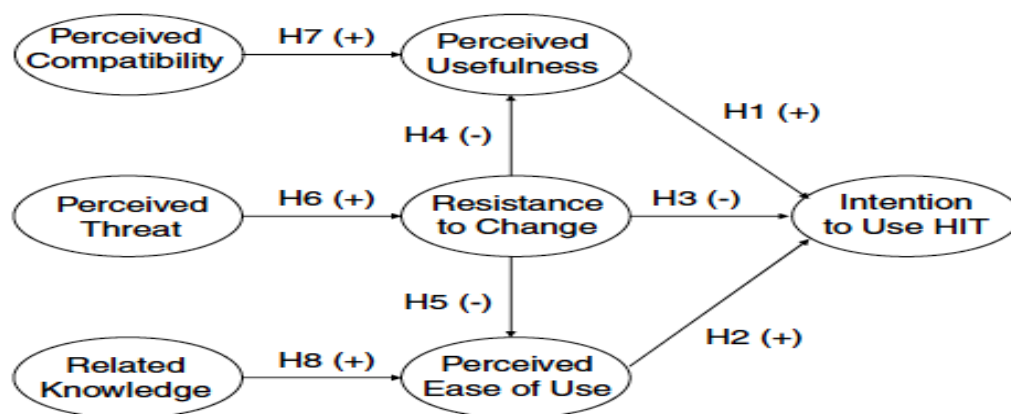 Perceived
Compatibility
H7 (+)
Perceived
Usefulness
H4 (-)
H1 (+)
Perceived
Threat
H6 (+)
Resistance
to Change
H3 (-)
Intention
to Use HIT
H5 (-)
H2 (+)
Related
Knowledge
H8 (+)
Perceived
Ease of Use